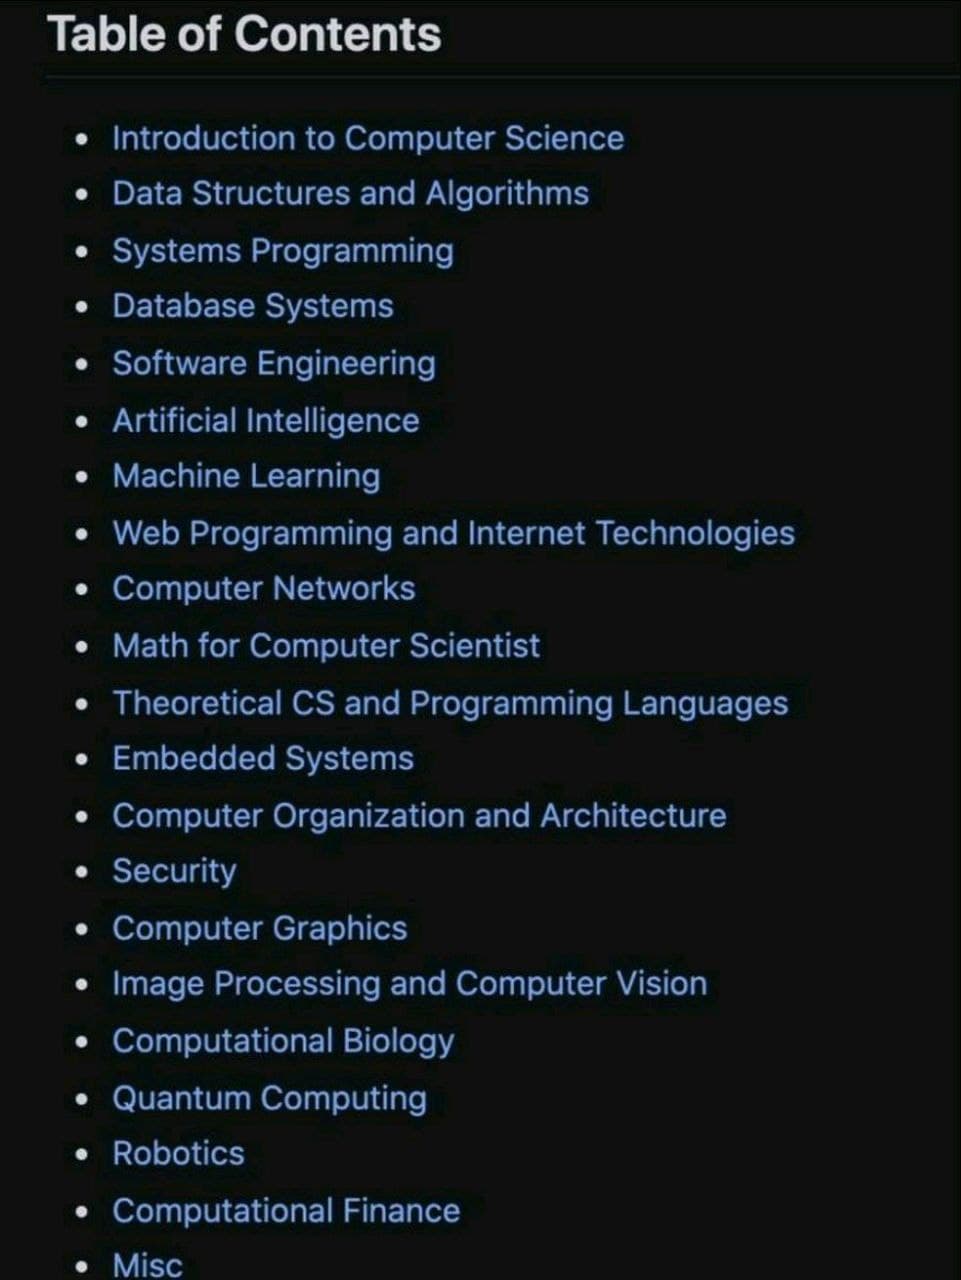 Table of Contents
Introduction to Computer Science
Data Structures and Algorithms
Systems Programming
Database Systems
Software Engineering
Artificial Intelligence
Machine Learning
Web Programming and Internet Technologies
Computer Networks
Math for Computer Scientist
Theoretical CS and Programming Languages
Embedded Systems
Computer Organization and Architecture
Security
Computer Graphics
Image Processing and Computer Vision
Computational Biology
Quantum Computing
Robotics
Computational Finance
Misc